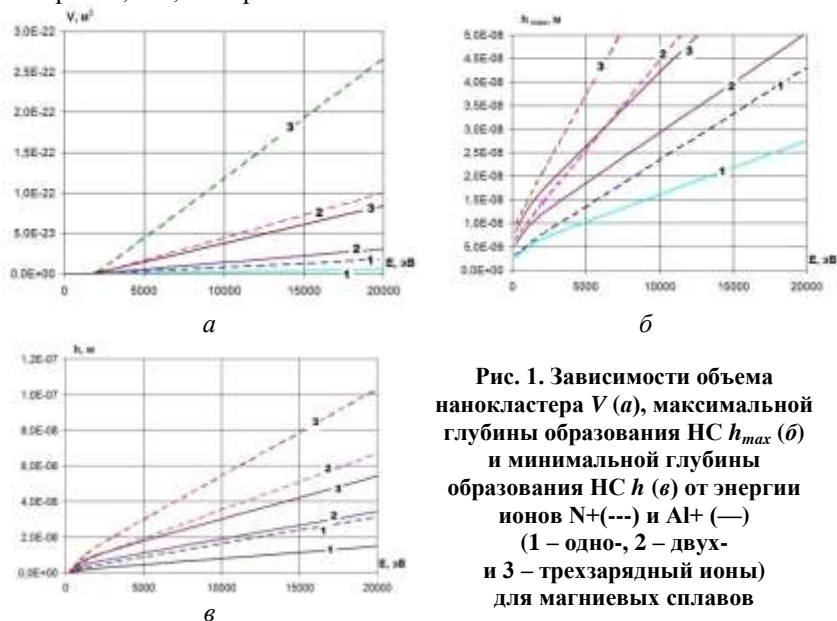 V, м³
3.0E-22
2.5E-22
2.0E-22
1.0E-22
5.0E-23
0.0E+00
0 5000 10000 15000 20000
E, эВ
3
2
3
2
1
1
а
h max, м
5.0E-08
4.5E-08
4.0E-08
3.5E-08
3.0E-08
2.5E-08
2.0E-08
1.5E-08
1.0E-08
5.0E-09
0.0E+00
0 5000 10000 15000 20000
E, эВ
3
2
3
2
1
1
б
h, м
1,2E-07
1,0E-07
8,0E-08
6,0E-08
4,0E-08
2,0E-08
0,0E+00
0 5000 10000 15000 20000
E, эВ
3
2
3
2
1
1
в
Рис. 1. Зависимости объема
нанокластера V (а), максимальной
глубины образования НС hmax (б)
и минимальной глубины
образования НС h (в) от энергии
ионов N+(---) и Al+ (—)
(1 – одно-, 2 – двух-
и 3 – трехзарядный ионы)
для магниевых сплавов